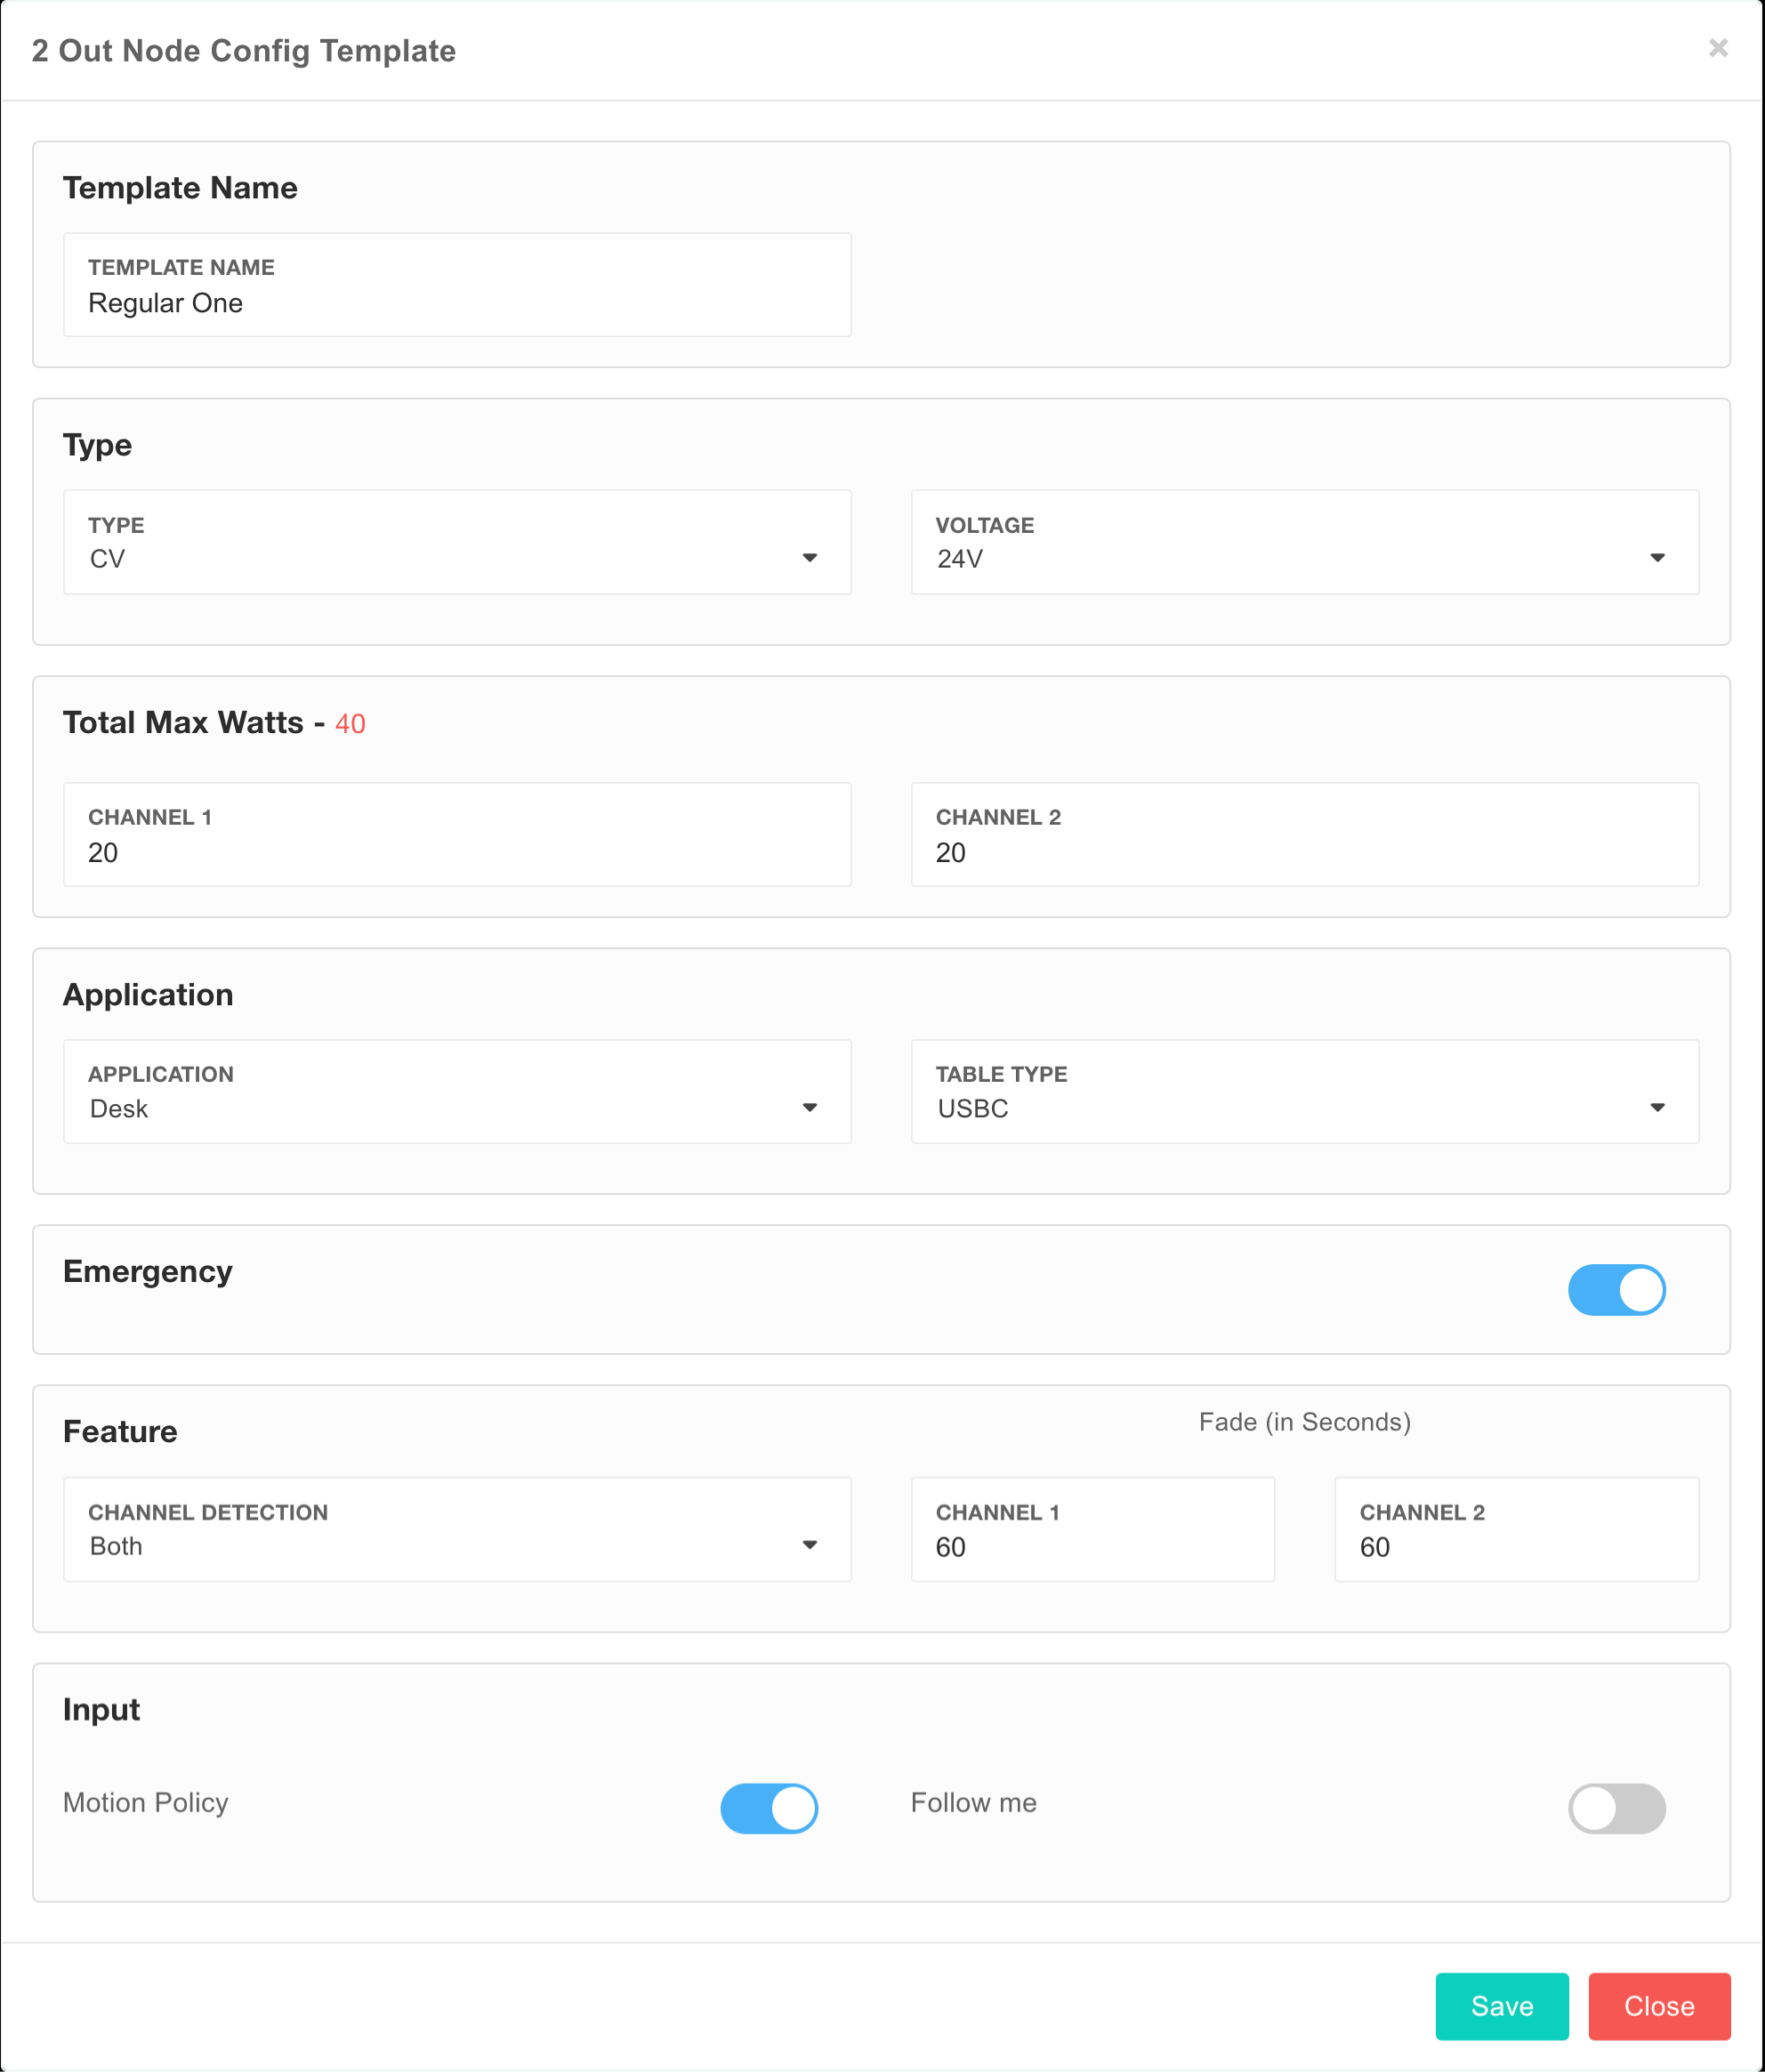 2 Out Node Config Template ×
Template Name
TEMPLATE NAME
Regular One
Type
TYPE
CV
VOLTAGE
24V
Total Max Watts - 40
CHANNEL 1
20
CHANNEL 2
20
Application
APPLICATION
Desk
TABLE TYPE
USBC
Emergency
Feature
Fade (in Seconds)
CHANNEL DETECTION
Both
CHANNEL 1
60
CHANNEL 2
60
Input
Motion Policy
Follow me
Save
Close